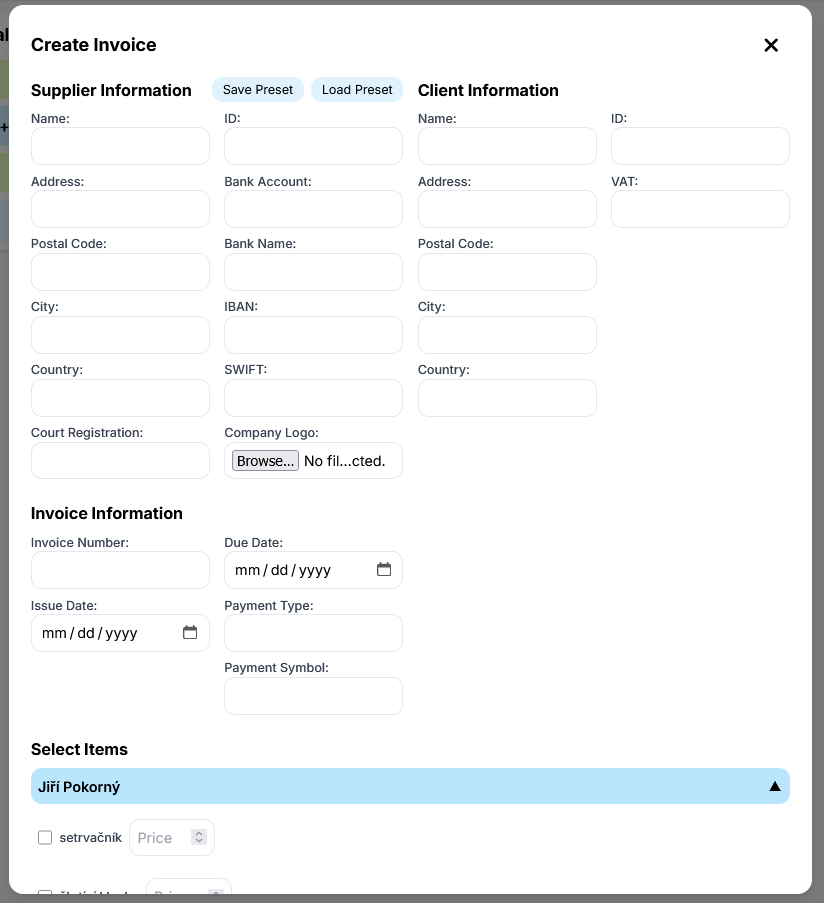 Create Invoice
Supplier Information Save Preset Load Preset Client Information
Name: ID: Name: ID:
Address: Bank Account: Address: VAT:
Postal Code: Bank Name: Postal Code:
City: IBAN: City:
Country: SWIFT: Country:
Court Registration: Company Logo:
Browse... No fil...cted.
Invoice Information
Invoice Number: Due Date:
mm / dd / yyyy
Issue Date: Payment Type:
mm / dd / yyyy
Payment Symbol:
Select Items
Jiří Pokorný
setrvačník Price
Price